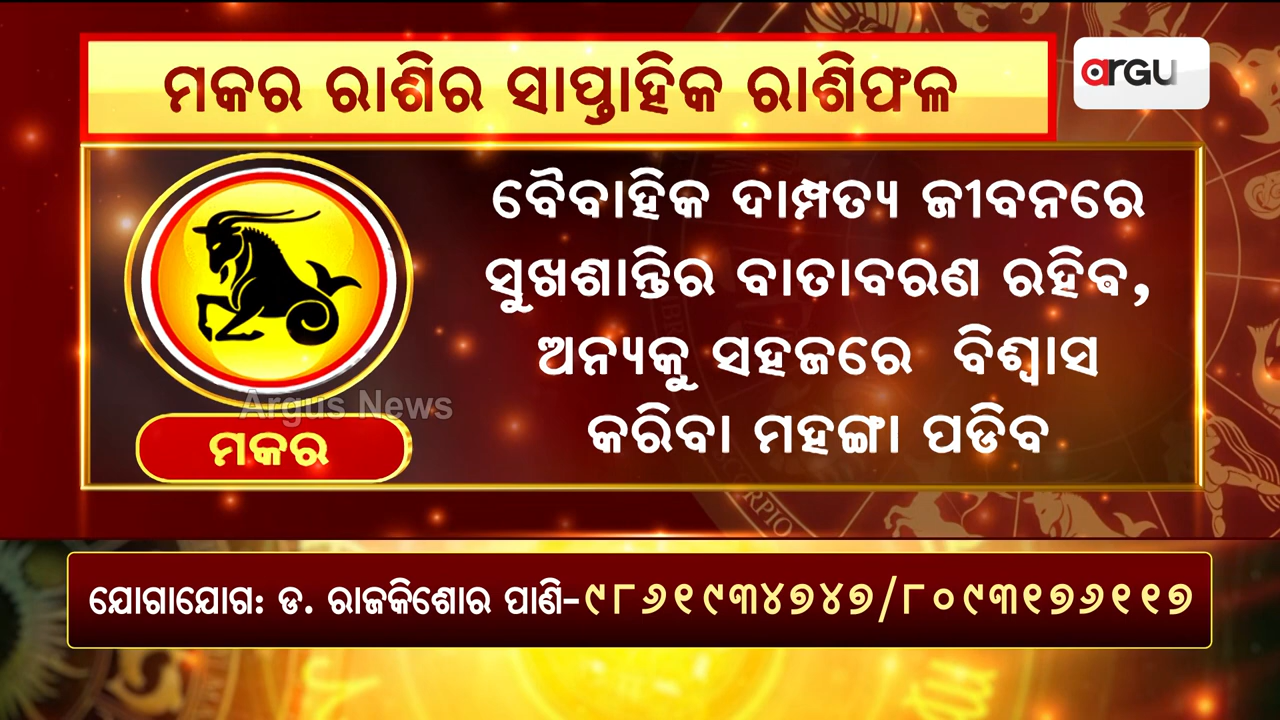 ମକର ରାଶିର ସାପ୍ତାହିକ ରାଶିଫଳ
ARGU
ବୈବାହିକ ଦାମ୍ପତ୍ୟ ଜୀବନରେ
ସୁଖଶାନ୍ତିର ବାତାବରଣ ରହିଵ,
ଅନ୍ୟକୁ ସହଜରେ ବିଶ୍ୱାସ
କରିବା ମହଙ୍ଗା ପଡିବ
Argus News
ମକର
SCORPIO
ଯୋଗାଯୋଗ: ଡ. ରାଜକିଶୋର ପାଣି-୯୮୬୧୯୩୪୭୪୭/୮୦୯୩୧୭୬୧୧୭